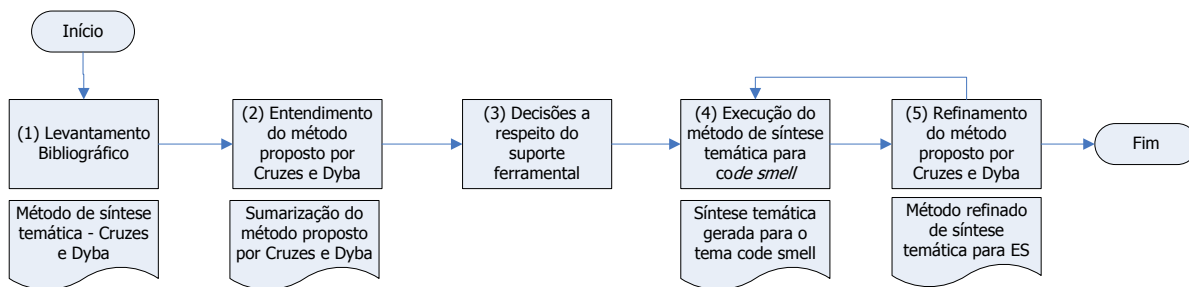 Início
(1) Levantamento
Bibliográfico
(2) Entendimento
do método
proposto por
Cruzes e Dyba
(3) Decisões a
respeito do
suporte
ferramental
(4) Execução do
método de síntese
temática para
code smell
(5) Refinamento
do método
proposto por
Cruzes e Dyba
Fim
Método de síntese
temática - Cruzes
e Dyba
Sumarização do
método proposto
por Cruzes e Dyba
Síntese temática
gerada para o
tema code smell
Método refinado
de síntese
temática para ES